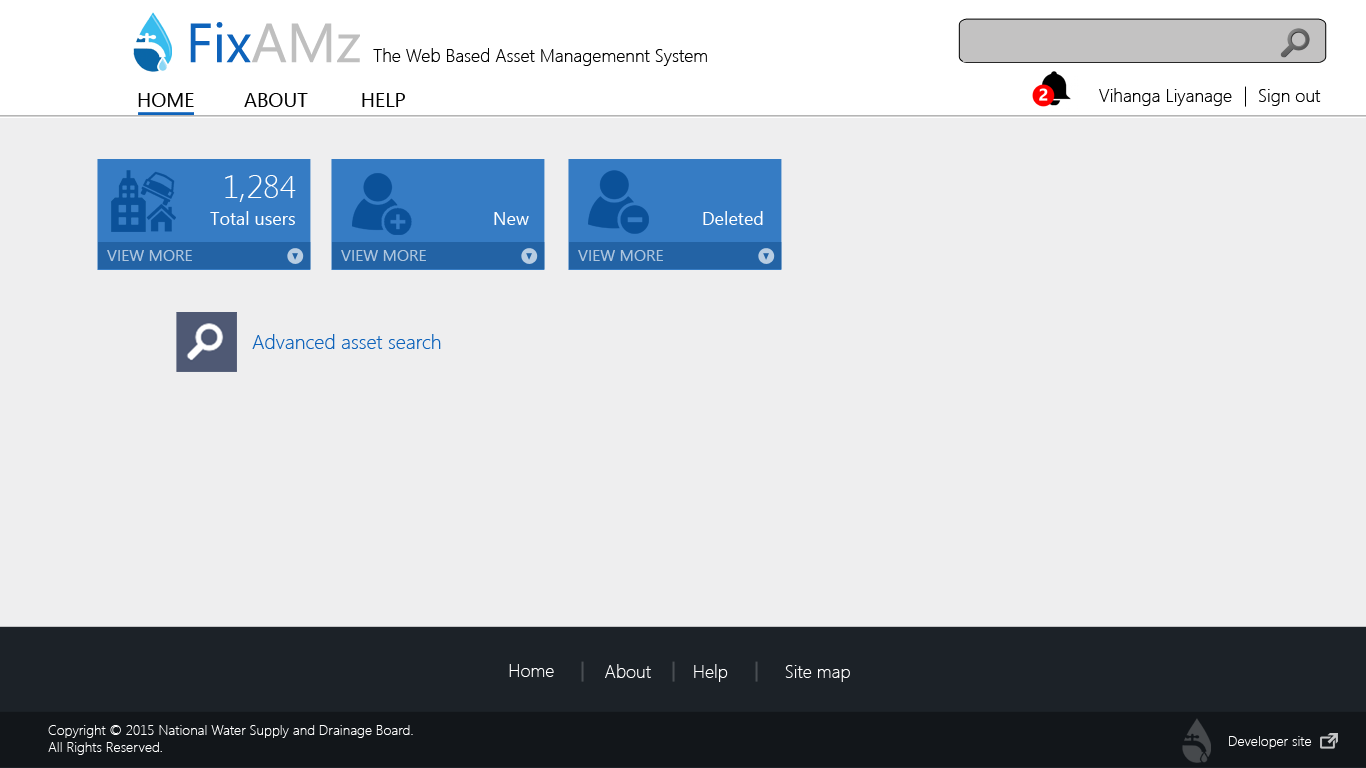 FixAMz The Web Based Asset Managemennt System
HOME ABOUT HELP
2 Vihanga Liyanage | Sign out
1,284
Total users
VIEW MORE
New
VIEW MORE
Deleted
VIEW MORE
Advanced asset search
Home | About | Help | Site map
Copyright © 2015 National Water Supply and Drainage Board.
All Rights Reserved.
Developer site